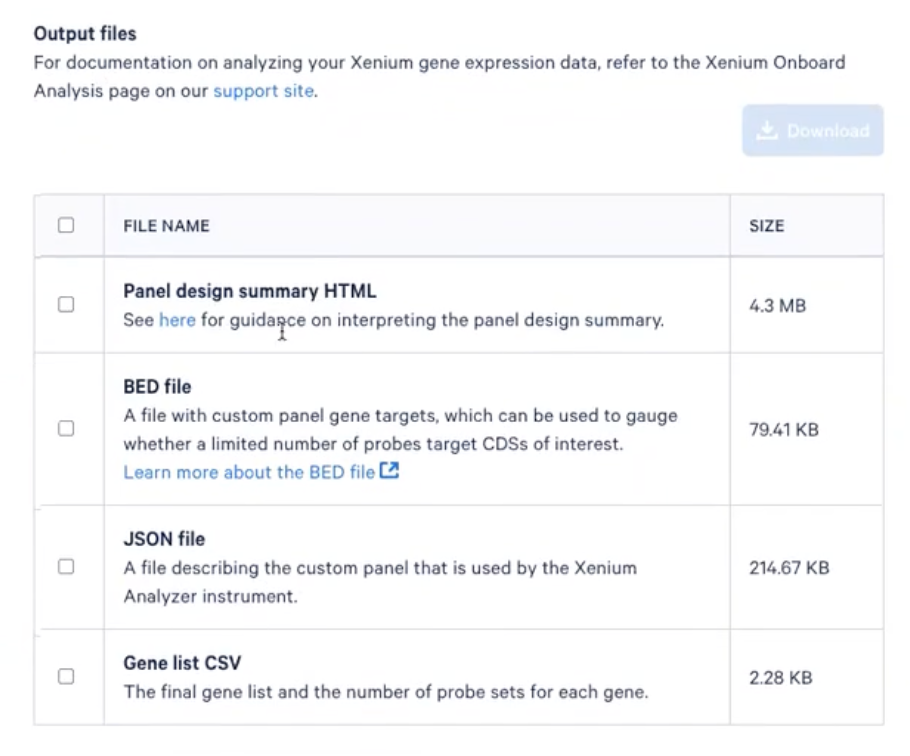 Output files
For documentation on analyzing your Xenium gene expression data, refer to the Xenium Onboard
Analysis page on our support site.
Download
FILE NAME SIZE
Panel design summary HTML
See here for guidance on interpreting the panel design summary.
4.3 MB
BED file
A file with custom panel gene targets, which can be used to gauge
whether a limited number of probes target CDSs of interest.
Learn more about the BED file
79.41 KB
JSON file
A file describing the custom panel that is used by the Xenium
Analyzer instrument.
214.67 KB
Gene list CSV
The final gene list and the number of probe sets for each gene.
2.28 KB